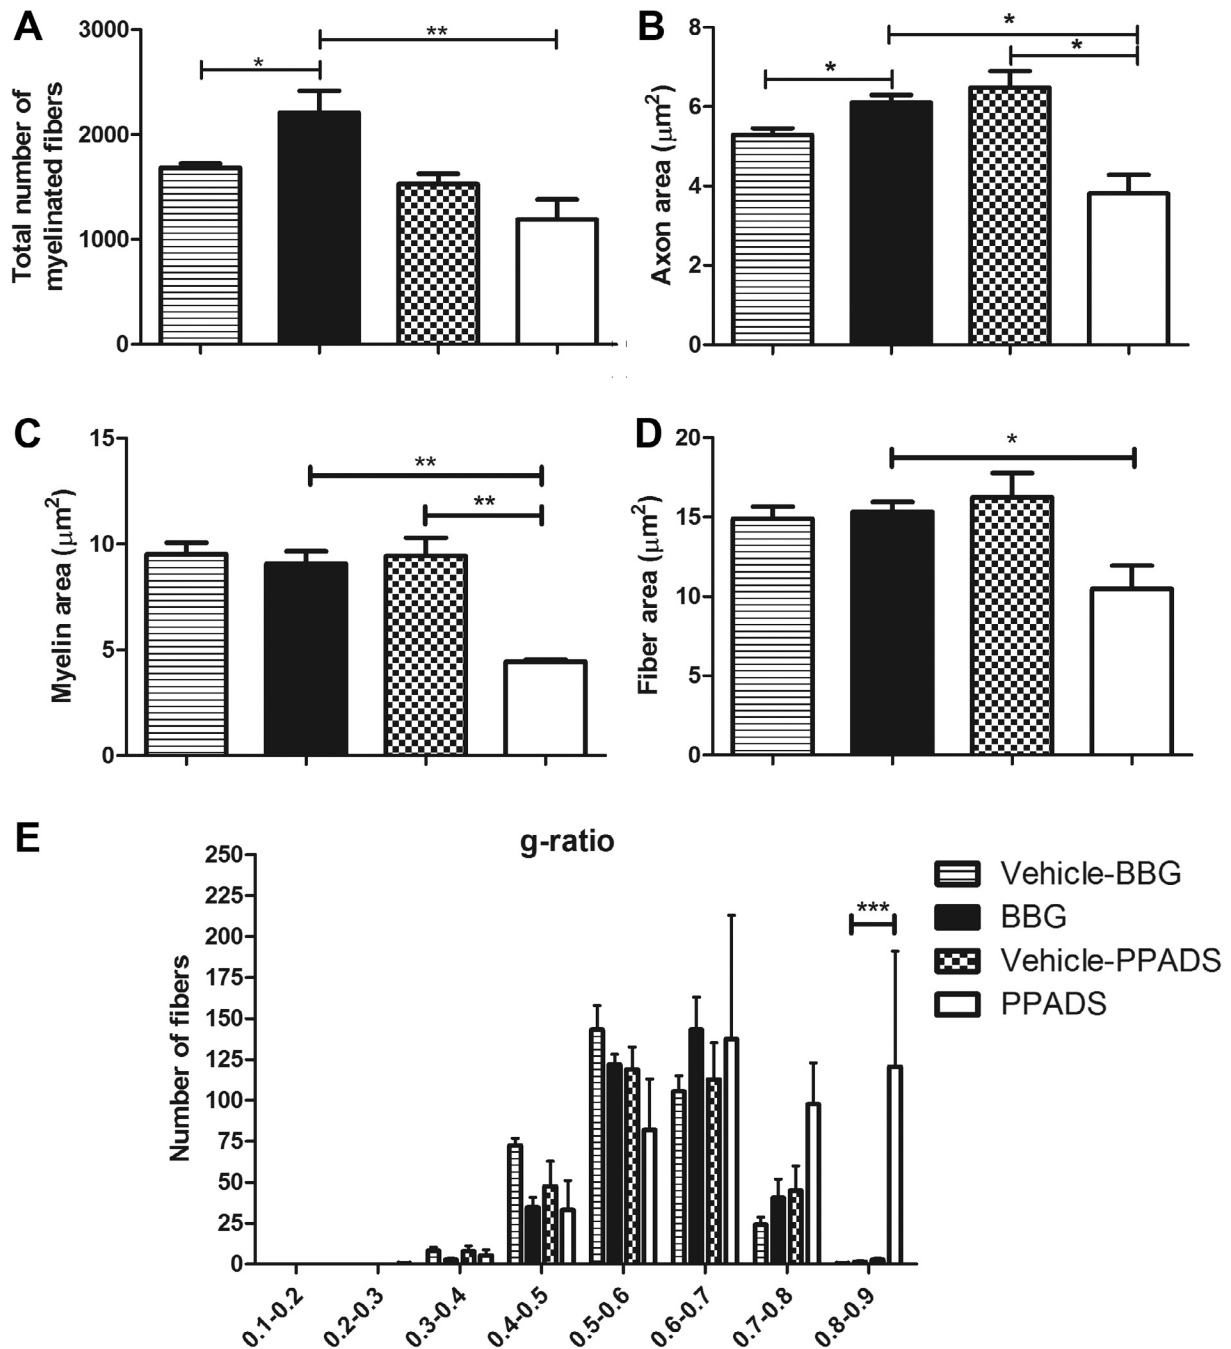 A
Total number of
myelinated fibers
3000
2000
1000
0
*
**
B
Axon area (μm²)
8
6
4
2
0
*
*
*
C
Myelin area (μm²)
15
10
5
0
**
**
D
Fiber area (μm²)
20
15
10
5
0
*
E
g-ratio
Number of fibers
250
225
200
175
150
125
100
75
50
25
0
***
0.1-0.2
0.2-0.3
0.3-0.4
0.4-0.5
0.5-0.6
0.6-0.7
0.7-0.8
0.8-0.9
Vehicle-BBG
BBG
Vehicle-PPADS
PPADS